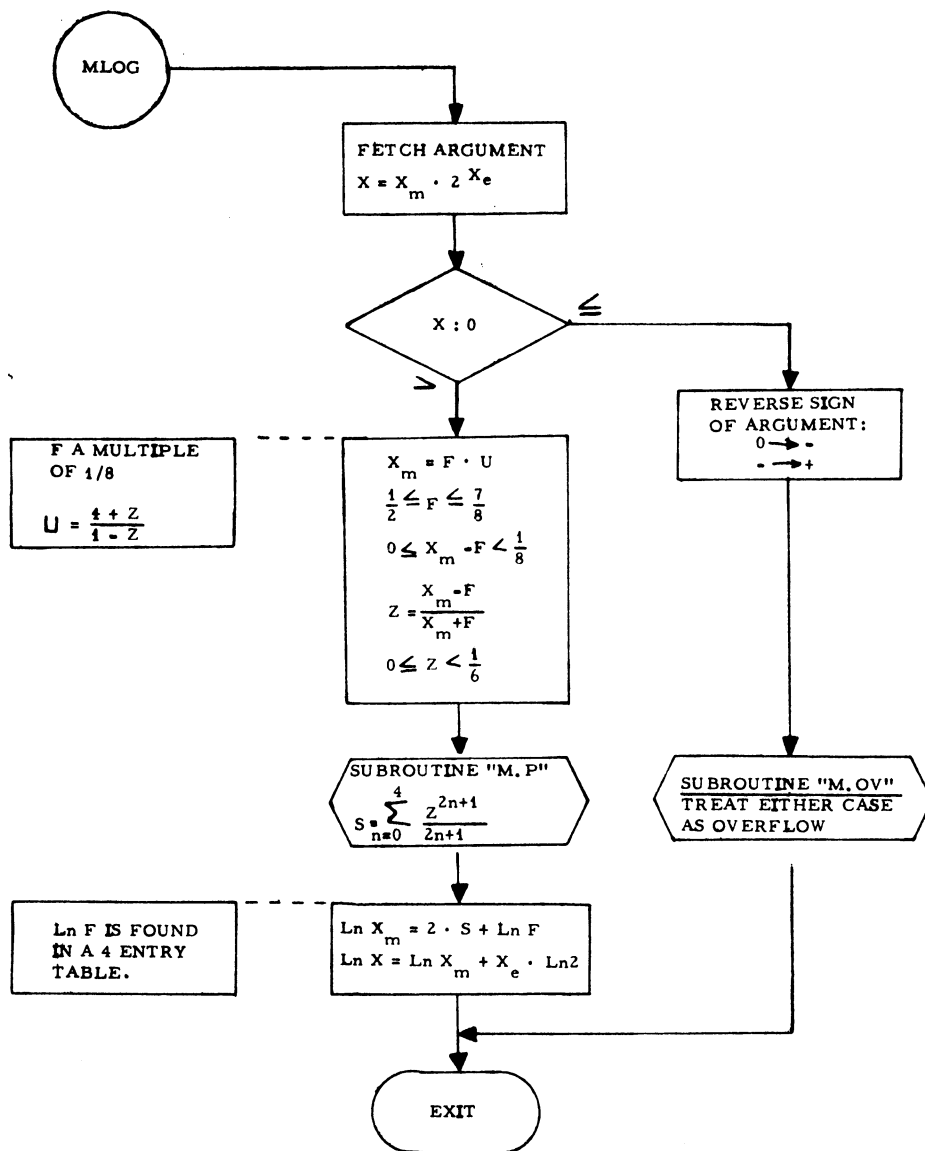 MLOG
FETCH ARGUMENT
X = X_m · 2^X_e
X : 0
≦
>
REVERSE SIGN
OF ARGUMENT:
0 → -
- → +
F A MULTIPLE
OF 1/8
U = (1 + Z)/(1 - Z)
X_m = F · U
1/2 ≦ F ≦ 7/8
0 ≦ X_m - F < 1/8
Z = (X_m - F)/(X_m + F)
0 ≦ Z < 1/6
SUBROUTINE "M.P"
S = ∑_{n=0}^{4} Z^{2n+1}/(2n+1)
SUBROUTINE "M.OV"
TREAT EITHER CASE
AS OVERFLOW
Ln F IS FOUND
IN A 4 ENTRY
TABLE.
Ln X_m = 2 · S + Ln F
Ln X = Ln X_m + X_e · Ln2
EXIT